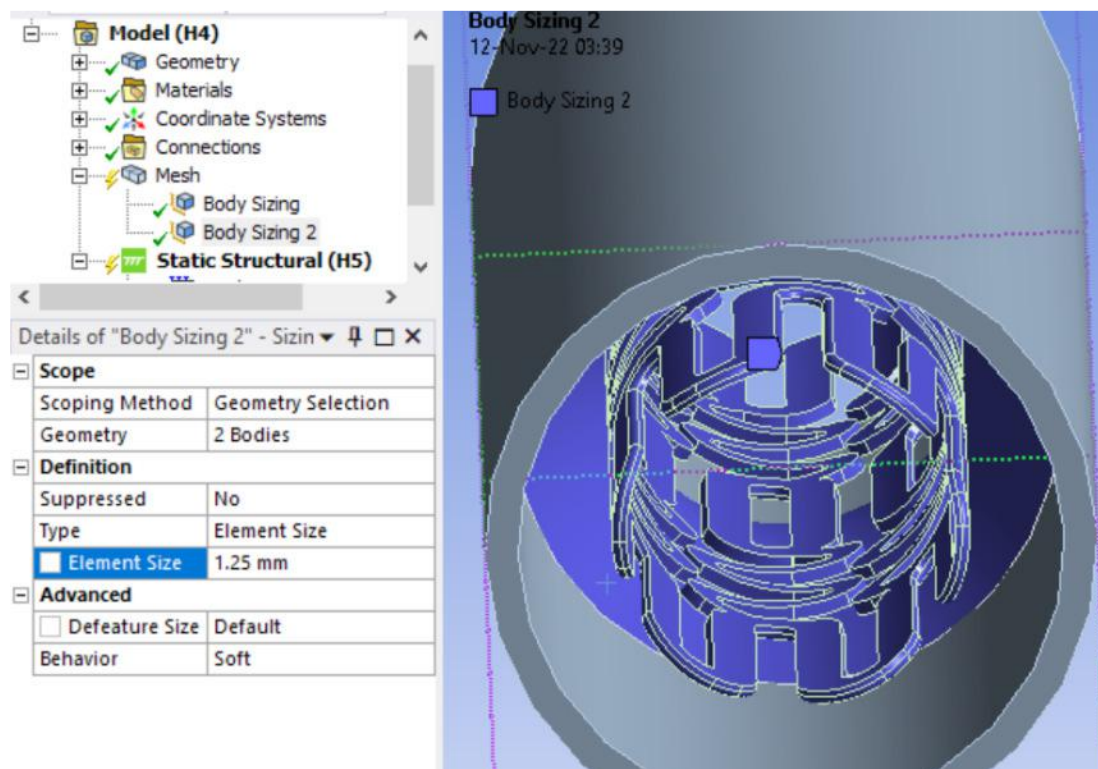 Model (H4)
Geometry
Materials
Coordinate Systems
Connections
Mesh
Body Sizing
Body Sizing 2
Static Structural (H5)
Details of "Body Sizing 2" - Sizin
Scope
Scoping Method Geometry Selection
Geometry 2 Bodies
Definition
Suppressed No
Type Element Size
Element Size 1.25 mm
Advanced
Defeature Size Default
Behavior Soft
Body Sizing 2
12-Nov-22 03:39
Body Sizing 2